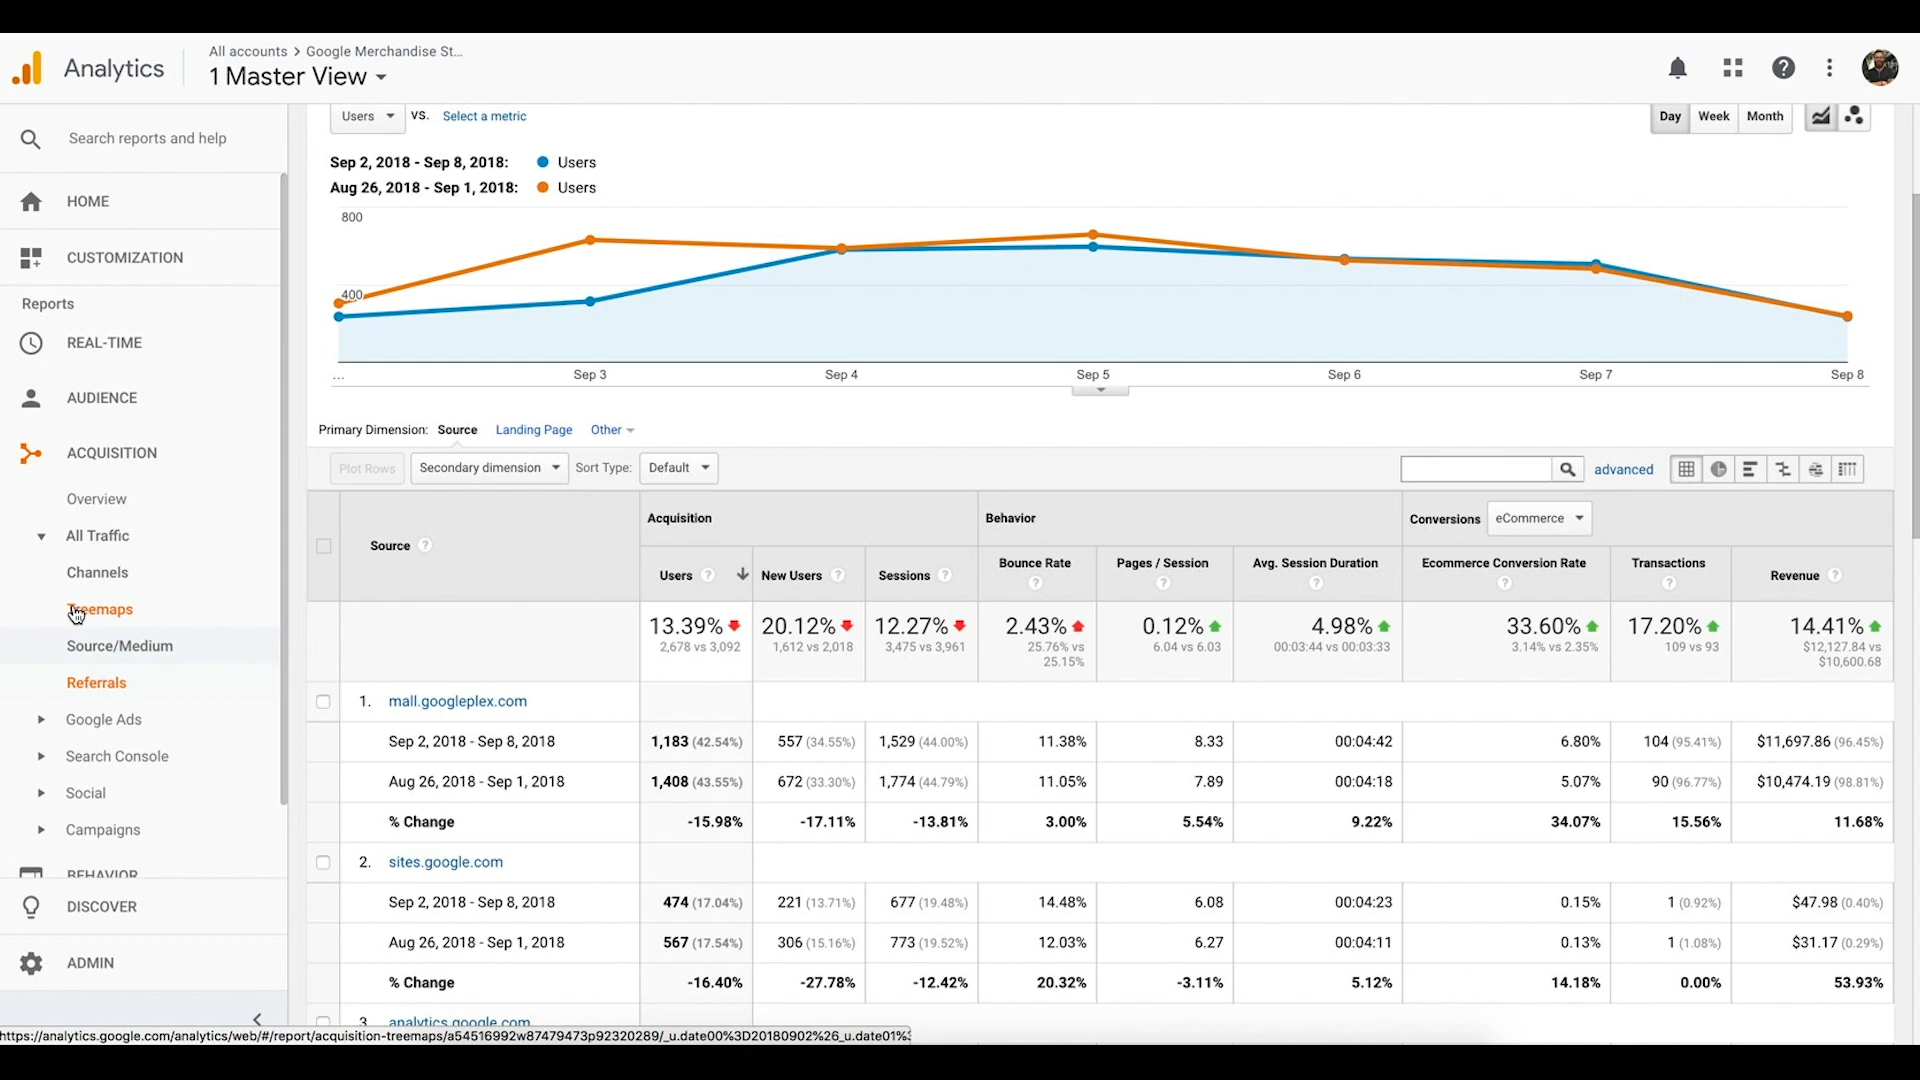 Analytics
All accounts > Google Merchandise St...
1 Master View
Search reports and help
HOME
CUSTOMIZATION
Reports
REAL-TIME
AUDIENCE
ACQUISITION
Overview
All Traffic
Channels
Treemaps
Source/Medium
Referrals
Google Ads
Search Console
Social
Campaigns
BEHAVIOR
DISCOVER
ADMIN
Users VS. Select a metric
Day Week Month
Sep 2, 2018 - Sep 8, 2018: Users
Aug 26, 2018 - Sep 1, 2018: Users
800
400
... Sep 3 Sep 4 Sep 5 Sep 6 Sep 7 Sep 8
Primary Dimension: Source Landing Page Other
Plot Rows Secondary dimension Sort Type: Default advanced
Acquisition Behavior Conversions eCommerce
Source ? Users ? New Users ? Sessions ? Bounce Rate ? Pages / Session ? Avg. Session Duration ? Ecommerce Conversion Rate ? Transactions ? Revenue ?
13.39% 20.12% 12.27% 2.43% 0.12% 4.98% 33.60% 17.20% 14.41%
2,678 vs 3,092 1,612 vs 2,018 3,475 vs 3,961 25.76% vs 6.04 vs 6.03 00:03:44 vs 00:03:33 3.14% vs 2.35% 109 vs 93 $12,127.84 vs
25.15% $10,600.68
1. mall.googleplex.com
Sep 2, 2018 - Sep 8, 2018 1,183 (42.54%) 557 (34.55%) 1,529 (44.00%) 11.38% 8.33 00:04:42 6.80% 104 (95.41%) $11,697.86 (96.45%)
Aug 26, 2018 - Sep 1, 2018 1,408 (43.55%) 672 (33.30%) 1,774 (44.79%) 11.05% 7.89 00:04:18 5.07% 90 (96.77%) $10,474.19 (98.81%)
% Change -15.98% -17.11% -13.81% 3.00% 5.54% 9.22% 34.07% 15.56% 11.68%
2. sites.google.com
Sep 2, 2018 - Sep 8, 2018 474 (17.04%) 221 (13.71%) 677 (19.48%) 14.48% 6.08 00:04:23 0.15% 1 (0.92%) $47.98 (0.40%)
Aug 26, 2018 - Sep 1, 2018 567 (17.54%) 306 (15.16%) 773 (19.52%) 12.03% 6.27 00:04:11 0.13% 1 (1.08%) $31.17 (0.29%)
% Change -16.40% -27.78% -12.42% 20.32% -3.11% 5.12% 14.18% 0.00% 53.93%
3. analytics.google.com
https://analytics.google.com/analytics/web/#/report/acquisition-treemaps/a54516992w87479473p92320289/_u.date00%3D20180902%26_u.date01%3